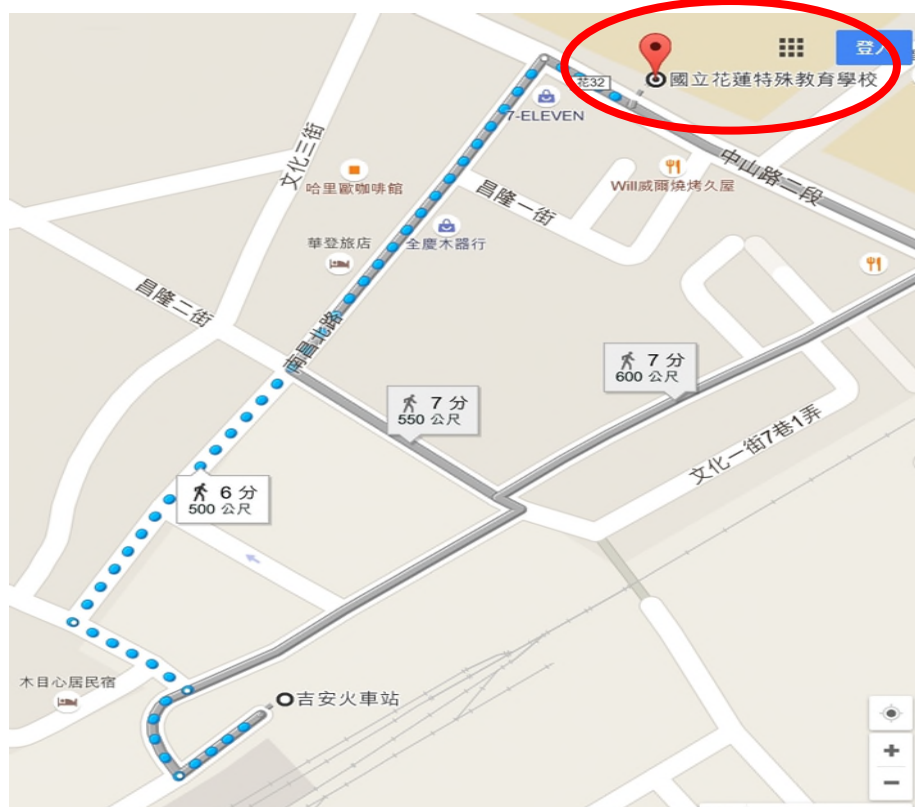 登入
國立花蓮特殊教育學校
花32
7-ELEVEN
文化三街
哈里歐咖啡館
昌隆一街
Will威爾燒烤久屋
中山路二段
華登旅店
全慶木器行
昌隆二街
南昌北路
7 分
600 公尺
7 分
550 公尺
文化一街7巷1弄
6 分
500 公尺
木目心居民宿
吉安火車站
+
−